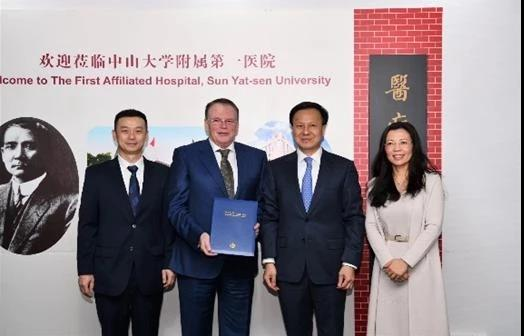 欢迎莅临中山大学附属第一医院
lcome to The First Affiliated Hospital, Sun Yat-sen University
醫